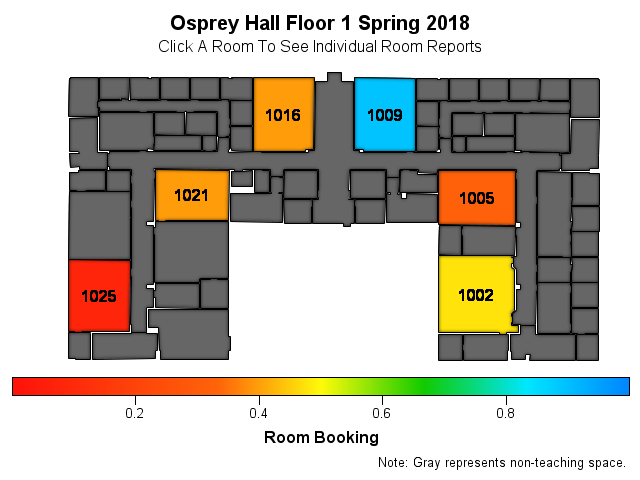 Osprey Hall Floor 1 Spring 2018
Click A Room To See Individual Room Reports
1016
1009
1021
1005
1025
1002
0.2
0.4
0.6
0.8
Room Booking
Note: Gray represents non-teaching space.